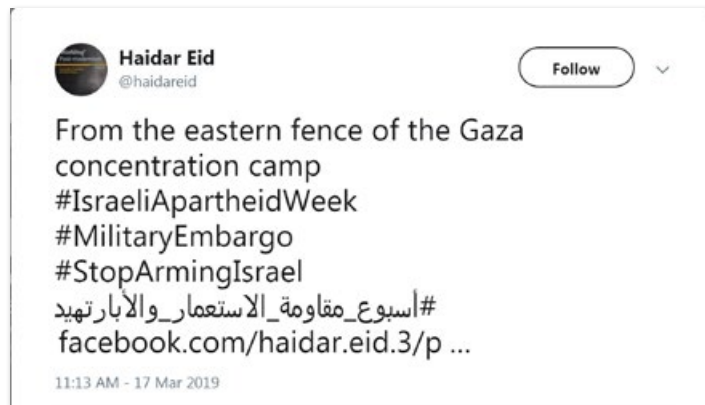 Haidar Eid
@haidareid
Follow
From the eastern fence of the Gaza
concentration camp
#IsraeliApartheidWeek
#MilitaryEmbargo
#StopArmingIsrael
#أسبوع_مقاومة_الاستعمار_والأبارتهيد
facebook.com/haidar.eid.3/p ...
11:13 AM - 17 Mar 2019